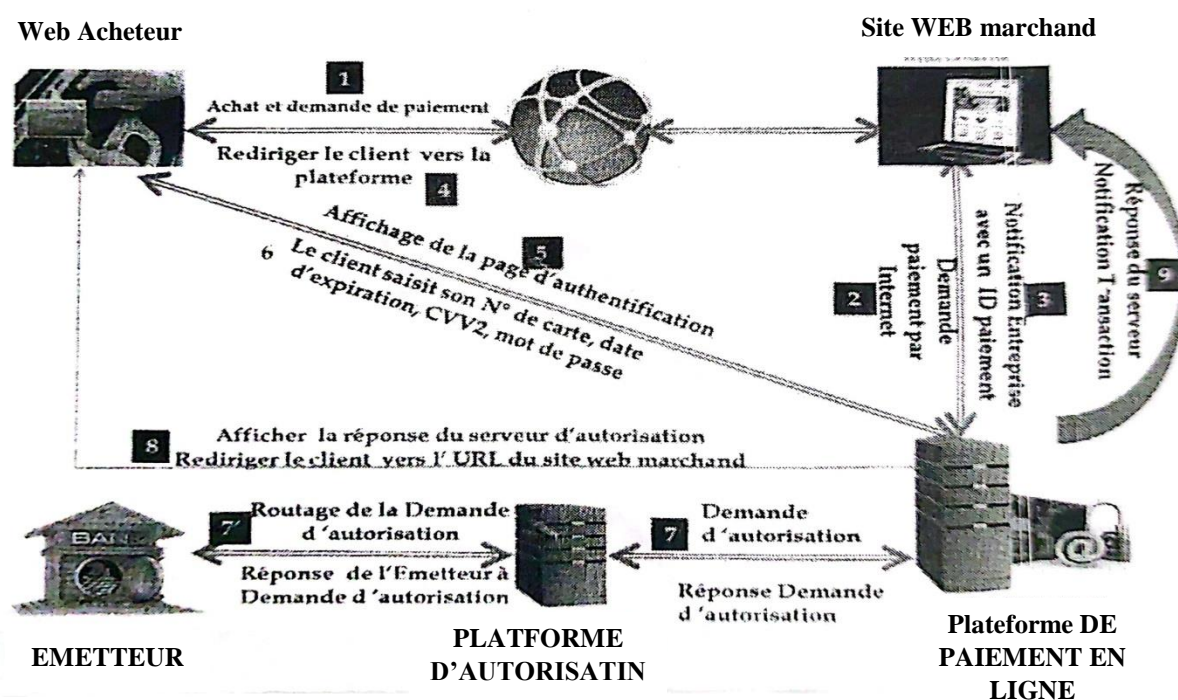 Web Acheteur
Site WEB marchand
1
Achat et demande de paiement
Rediriger le client vers la
plateforme
4
Affichage de la page d'authentification
5
6
Le client saisit son N° de carte, date
d'expiration, CVV2, mot de passe
2
Demande
paiement par
Internet
3
Notification Entreprise
avec un ID paiement
9
Réponse du serveur
Notification Transaction
8
Afficher la réponse du serveur d'autorisation
Rediriger le client vers l' URL du site web marchand
7'
Routage de la Demande
d 'autorisation
Réponse de l'Emetteur à
Demande d 'autorisation
7
Demande
d 'autorisation
Réponse Demande
d 'autorisation
BANK
@
EMETTEUR
PLATFORME
D'AUTORISATIN
Plateforme DE
PAIEMENT EN
LIGNE